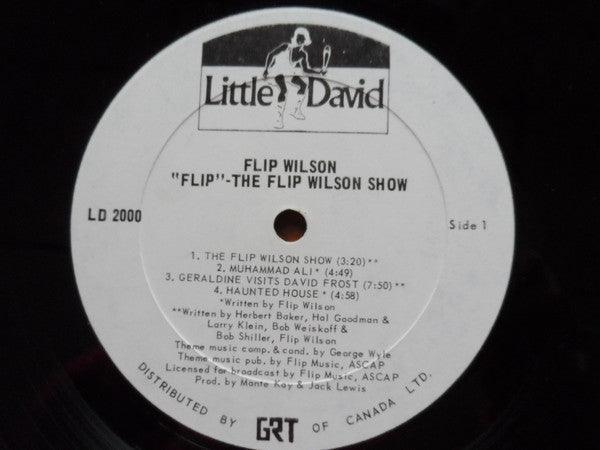 Little David
FLIP WILSON
"FLIP"-THE FLIP WILSON SHOW
LD 2000
Side 1
1. THE FLIP WILSON SHOW (3:20)**
2. MUHAMMAD ALI* (4:49)
3. GERALDINE VISITS DAVID FROST (7:50)**
4. HAUNTED HOUSE* (4:58)
*Written by Flip Wilson
**Written by Herbert Baker, Hal Goodman &
Larry Klein, Bob Weiskoff &
Bob Shiller, Flip Wilson
Theme music comp. & cond. by George Wyle
Theme music pub. by Flip Music, ASCAP
Licensed for broadcast by Flip Music, ASCAP
Prod. by Monte Kay & Jack Lewis
DISTRIBUTED BY GRT OF CANADA LTD.